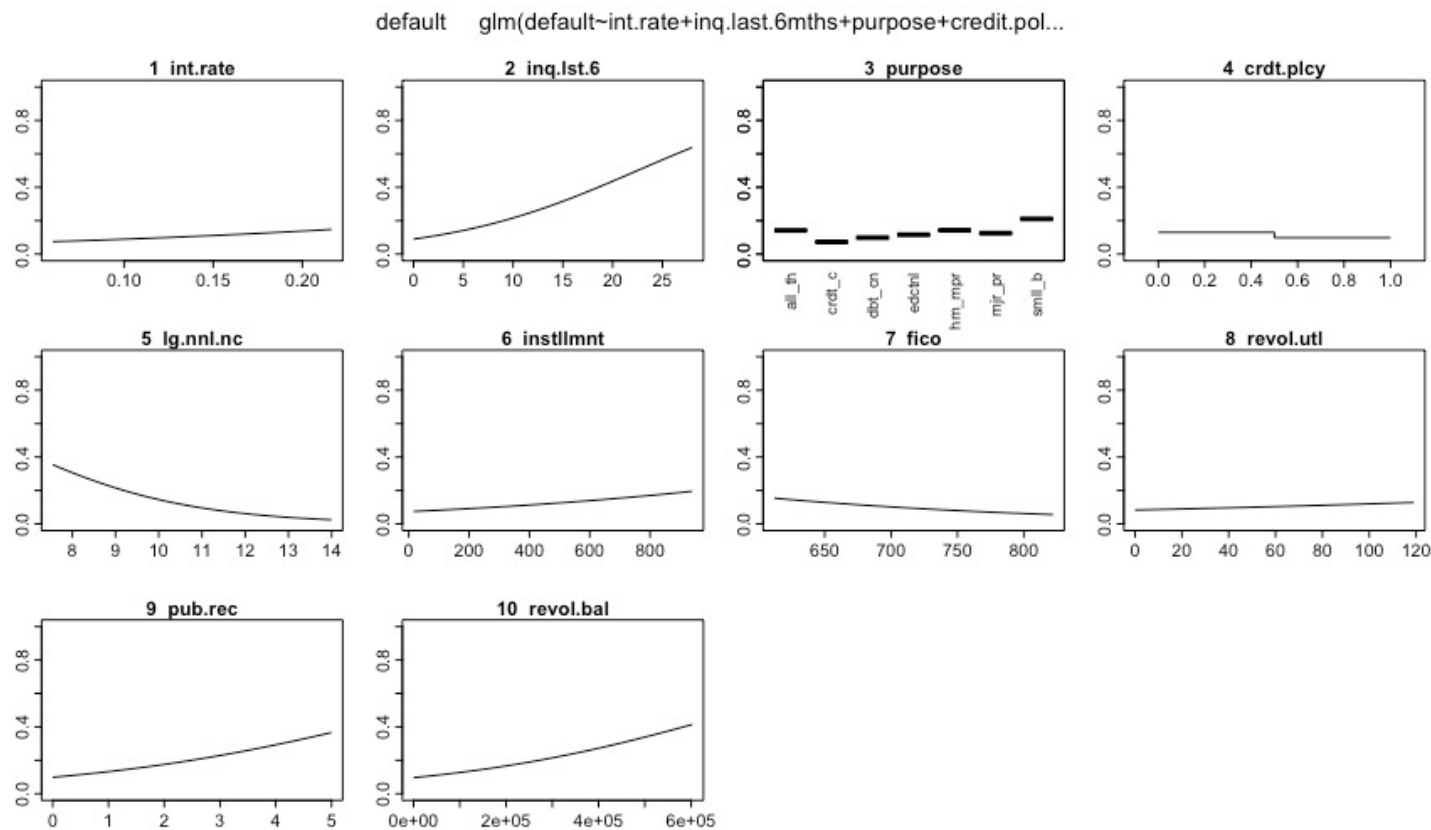 default glm(default~int.rate+inq.last.6mths+purpose+credit.pol...
1 int.rate
0.0 0.4 0.8
0.10 0.15 0.20
2 inq.lst.6
0.0 0.4 0.8
0 5 10 15 20 25
3 purpose
0.0 0.4 0.8
all_th crdt_c dbt_cn edctnl hm_mpr mjr_pr smll_b
4 crdt.plcy
0.0 0.4 0.8
0.0 0.2 0.4 0.6 0.8 1.0
5 lg.nnl.nc
0.0 0.4 0.8
8 9 10 11 12 13 14
6 instllmnt
0.0 0.4 0.8
0 200 400 600 800
7 fico
0.0 0.4 0.8
650 700 750 800
8 revol.utl
0.0 0.4 0.8
0 20 40 60 80 100 120
9 pub.rec
0.0 0.4 0.8
0 1 2 3 4 5
10 revol.bal
0.0 0.4 0.8
0e+00 2e+05 4e+05 6e+05